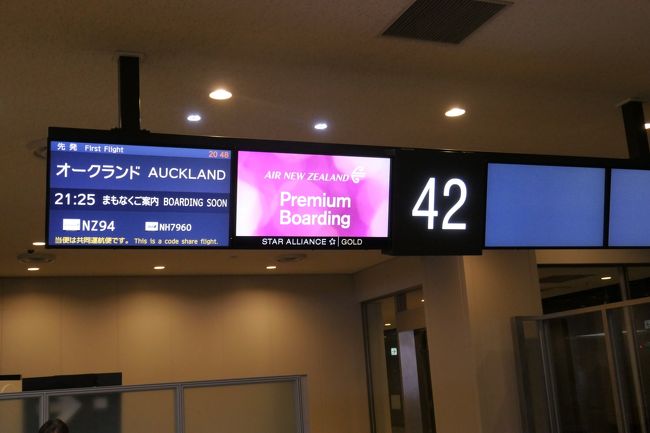 先発 First Flight
20 48
オークランド AUCKLAND
21:25 まもなくご案内 BOARDING SOON
NZ94 NH7960
当便は共同運航便です。 This is a code share flight.
AIR NEW ZEALAND
Premium
Boarding
STAR ALLIANCE GOLD
42